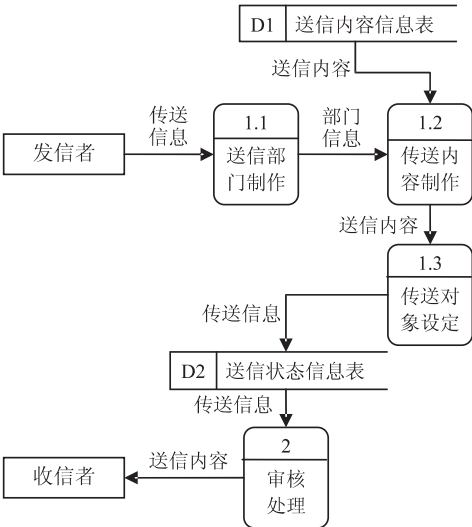 D1 送信内容信息表
送信内容
传送
信息
部门
信息
发信者
1.1
送信部
门制作
1.2
传送内
容制作
送信内容
1.3
传送对
象设定
传送信息
D2 送信状态信息表
传送信息
2
审核
处理
送信内容
收信者